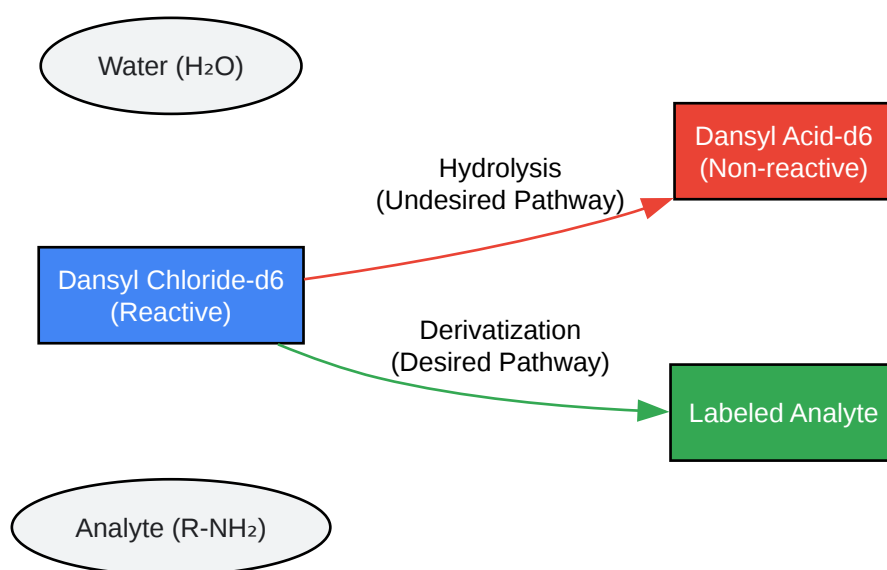 Water (H₂O)
Dansyl Acid-d6
(Non-reactive)
Hydrolysis
(Undesired Pathway)
Dansyl Chloride-d6
(Reactive)
Derivatization
(Desired Pathway)
Labeled Analyte
Analyte (R-NH₂)